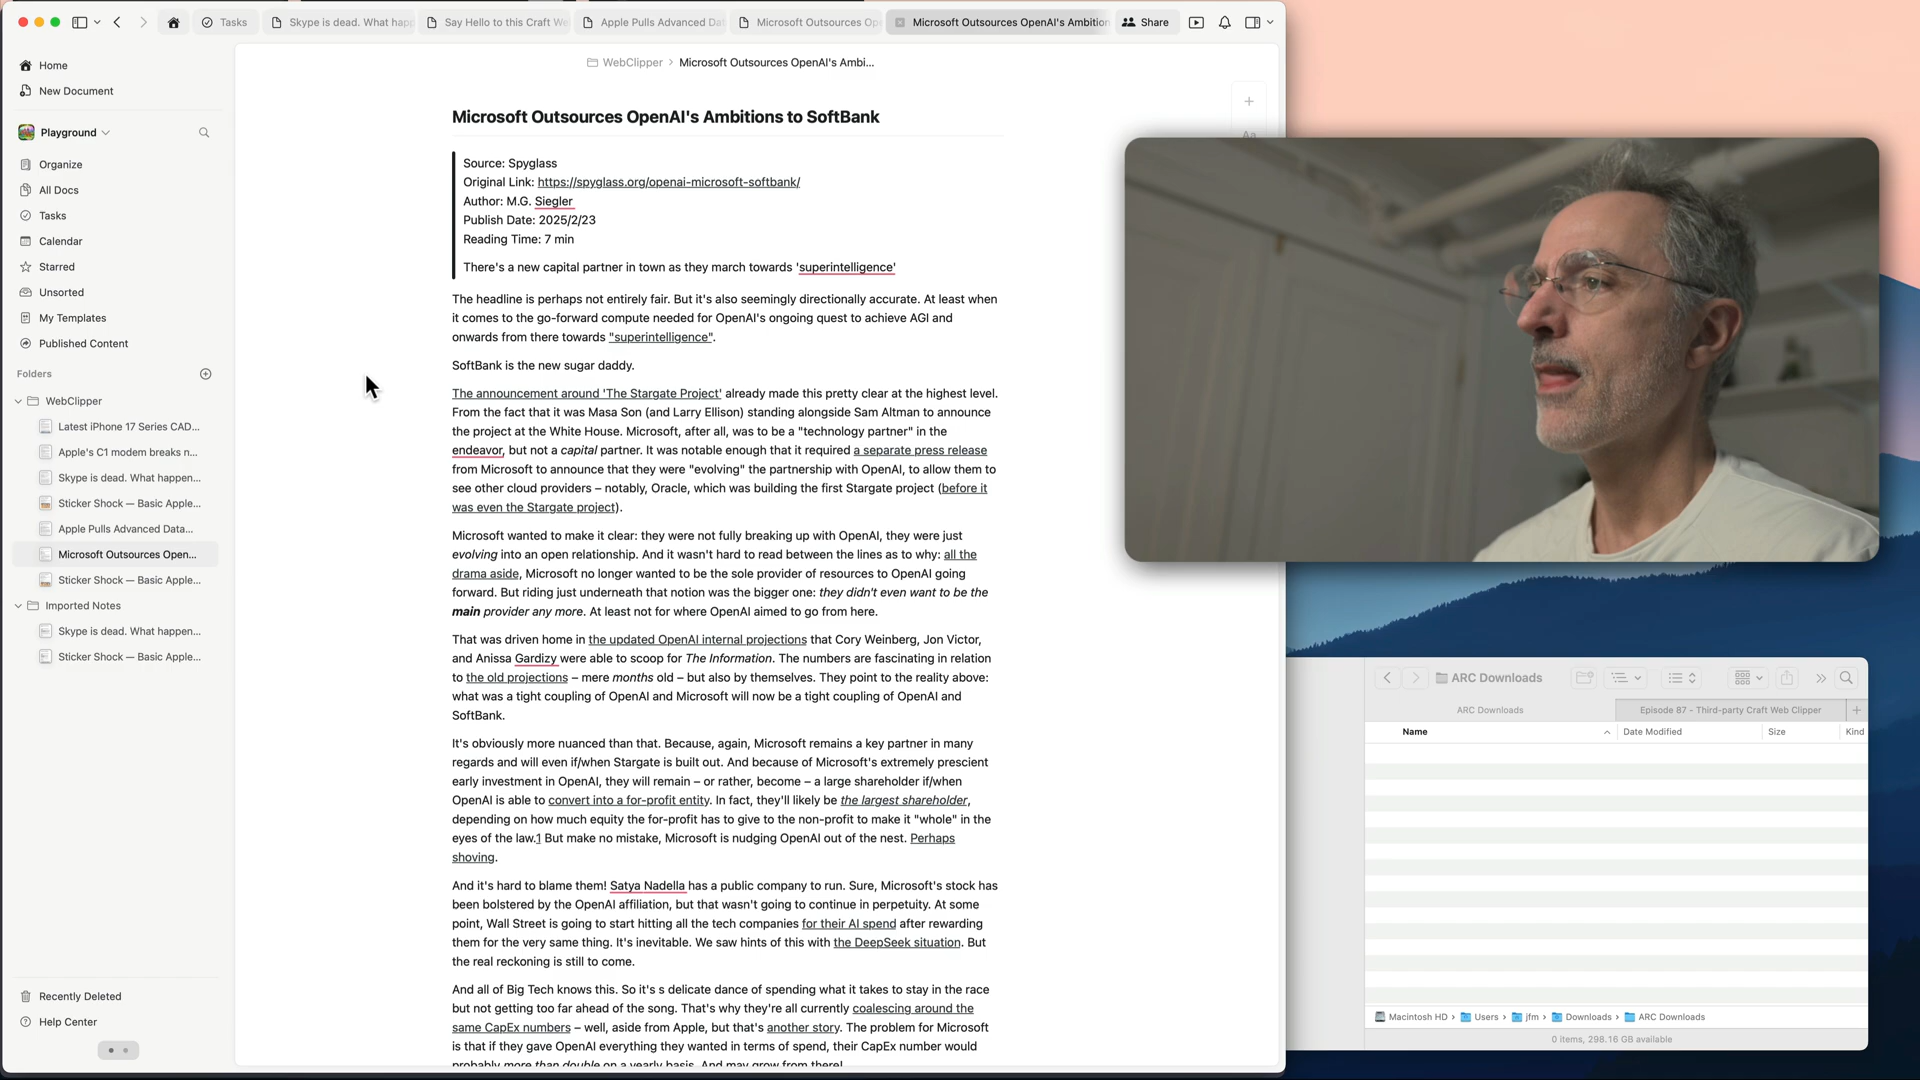 Tasks
Skype is dead. What happ
Say Hello to this Craft We
Apple Pulls Advanced Dat
Microsoft Outsources Op
Microsoft Outsources OpenAI's Ambition
Share
Home
New Document
Playground
Organize
All Docs
Tasks
Calendar
Starred
Unsorted
My Templates
Published Content
Folders
WebClipper
Latest iPhone 17 Series CAD...
Apple's C1 modem breaks n...
Skype is dead. What happen...
Sticker Shock — Basic Apple...
Apple Pulls Advanced Data...
Microsoft Outsources Open...
Sticker Shock — Basic Apple...
Imported Notes
Skype is dead. What happen...
Sticker Shock — Basic Apple...
Recently Deleted
Help Center
WebClipper > Microsoft Outsources OpenAI's Ambi...
Aa
Microsoft Outsources OpenAI's Ambitions to SoftBank
Source: Spyglass
Original Link: https://spyglass.org/openai-microsoft-softbank/
Author: M.G. Siegler
Publish Date: 2025/2/23
Reading Time: 7 min
There's a new capital partner in town as they march towards 'superintelligence'
The headline is perhaps not entirely fair. But it's also seemingly directionally accurate. At least when
it comes to the go-forward compute needed for OpenAI's ongoing quest to achieve AGI and
onwards from there towards "superintelligence".
SoftBank is the new sugar daddy.
The announcement around 'The Stargate Project' already made this pretty clear at the highest level.
From the fact that it was Masa Son (and Larry Ellison) standing alongside Sam Altman to announce
the project at the White House. Microsoft, after all, was to be a "technology partner" in the
endeavor, but not a capital partner. It was notable enough that it required a separate press release
from Microsoft to announce that they were "evolving" the partnership with OpenAI, to allow them to
see other cloud providers – notably, Oracle, which was building the first Stargate project (before it
was even the Stargate project).
Microsoft wanted to make it clear: they were not fully breaking up with OpenAI, they were just
evolving into an open relationship. And it wasn't hard to read between the lines as to why: all the
drama aside, Microsoft no longer wanted to be the sole provider of resources to OpenAI going
forward. But riding just underneath that notion was the bigger one: they didn't even want to be the
main provider any more. At least not for where OpenAI aimed to go from here.
That was driven home in the updated OpenAI internal projections that Cory Weinberg, Jon Victor,
and Anissa Gardizy were able to scoop for The Information. The numbers are fascinating in relation
to the old projections – mere months old – but also by themselves. They point to the reality above:
what was a tight coupling of OpenAI and Microsoft will now be a tight coupling of OpenAI and
SoftBank.
It's obviously more nuanced than that. Because, again, Microsoft remains a key partner in many
regards and will even if/when Stargate is built out. And because of Microsoft's extremely prescient
early investment in OpenAI, they will remain – or rather, become – a large shareholder if/when
OpenAI is able to convert into a for-profit entity. In fact, they'll likely be the largest shareholder,
depending on how much equity the for-profit has to give to the non-profit to make it "whole" in the
eyes of the law.1 But make no mistake, Microsoft is nudging OpenAI out of the nest. Perhaps
shoving.
And it's hard to blame them! Satya Nadella has a public company to run. Sure, Microsoft's stock has
been bolstered by the OpenAI affiliation, but that wasn't going to continue in perpetuity. At some
point, Wall Street is going to start hitting all the tech companies for their AI spend after rewarding
them for the very same thing. It's inevitable. We saw hints of this with the DeepSeek situation. But
the real reckoning is still to come.
And all of Big Tech knows this. So it's s delicate dance of spending what it takes to stay in the race
but not getting too far ahead of the song. That's why they're all currently coalescing around the
same CapEx numbers – well, aside from Apple, but that's another story. The problem for Microsoft
is that if they gave OpenAI everything they wanted in terms of spend, their CapEx number would
probably more than double on a yearly basis. And may grow from there!
ARC Downloads
ARC Downloads
Episode 87 - Third-party Craft Web Clipper
Name
Date Modified
Size
Kind
Macintosh HD › Users › jfm › Downloads › ARC Downloads
0 items, 298.16 GB available